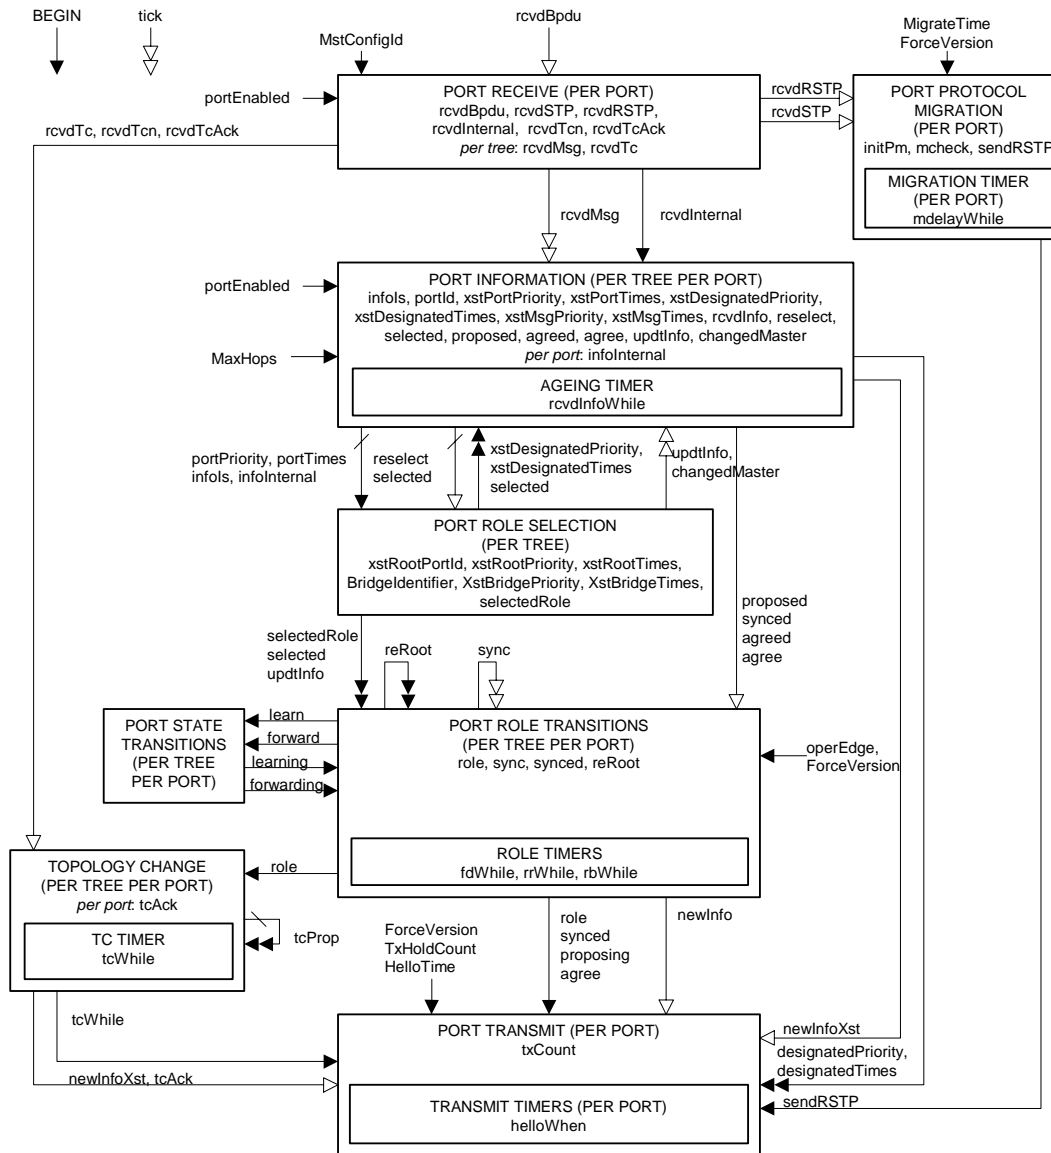 BEGIN
tick
rcvdBpdu
MstConfigId
MigrateTime
ForceVersion
portEnabled
rcvdTc, rcvdTcn, rcvdTcAck
PORT RECEIVE (PER PORT)
rcvdBpdu, rcvdSTP, rcvdRSTP,
rcvdInternal, rcvdTcn, rcvdTcAck
per tree: rcvdMsg, rcvdTc
rcvdRSTP
rcvdSTP
PORT PROTOCOL
MIGRATION
(PER PORT)
initPm, mcheck, sendRSTP
MIGRATION TIMER
(PER PORT)
mdelayWhile
rcvdMsg
rcvdInternal
portEnabled
MaxHops
PORT INFORMATION (PER TREE PER PORT)
infoIs, portId, xstPortPriority, xstPortTimes, xstDesignatedPriority,
xstDesignatedTimes, xstMsgPriority, xstMsgTimes, rcvdInfo, reselect,
selected, proposed, agreed, agree, updtInfo, changedMaster
per port: infoInternal
AGEING TIMER
rcvdInfoWhile
portPriority, portTimes
infoIs, infoInternal
reselect
selected
xstDesignatedPriority,
xstDesignatedTimes
selected
updtInfo,
changedMaster
PORT ROLE SELECTION
(PER TREE)
xstRootPortId, xstRootPriority, xstRootTimes,
BridgeIdentifier, XstBridgePriority, XstBridgeTimes,
selectedRole
proposed
synced
agreed
agree
selectedRole
selected
updtInfo
reRoot
sync
PORT STATE
TRANSITIONS
(PER TREE
PER PORT)
learn
forward
learning
forwarding
PORT ROLE TRANSITIONS
(PER TREE PER PORT)
role, sync, synced, reRoot
operEdge,
ForceVersion
ROLE TIMERS
fdWhile, rrWhile, rbWhile
TOPOLOGY CHANGE
(PER TREE PER PORT)
per port: tcAck
TC TIMER
tcWhile
role
tcProp
ForceVersion
TxHoldCount
HelloTime
role
synced
proposing
agree
newInfo
tcWhile
newInfoXst, tcAck
PORT TRANSMIT (PER PORT)
txCount
TRANSMIT TIMERS (PER PORT)
helloWhen
newInfoXst
designatedPriority,
designatedTimes
sendRSTP